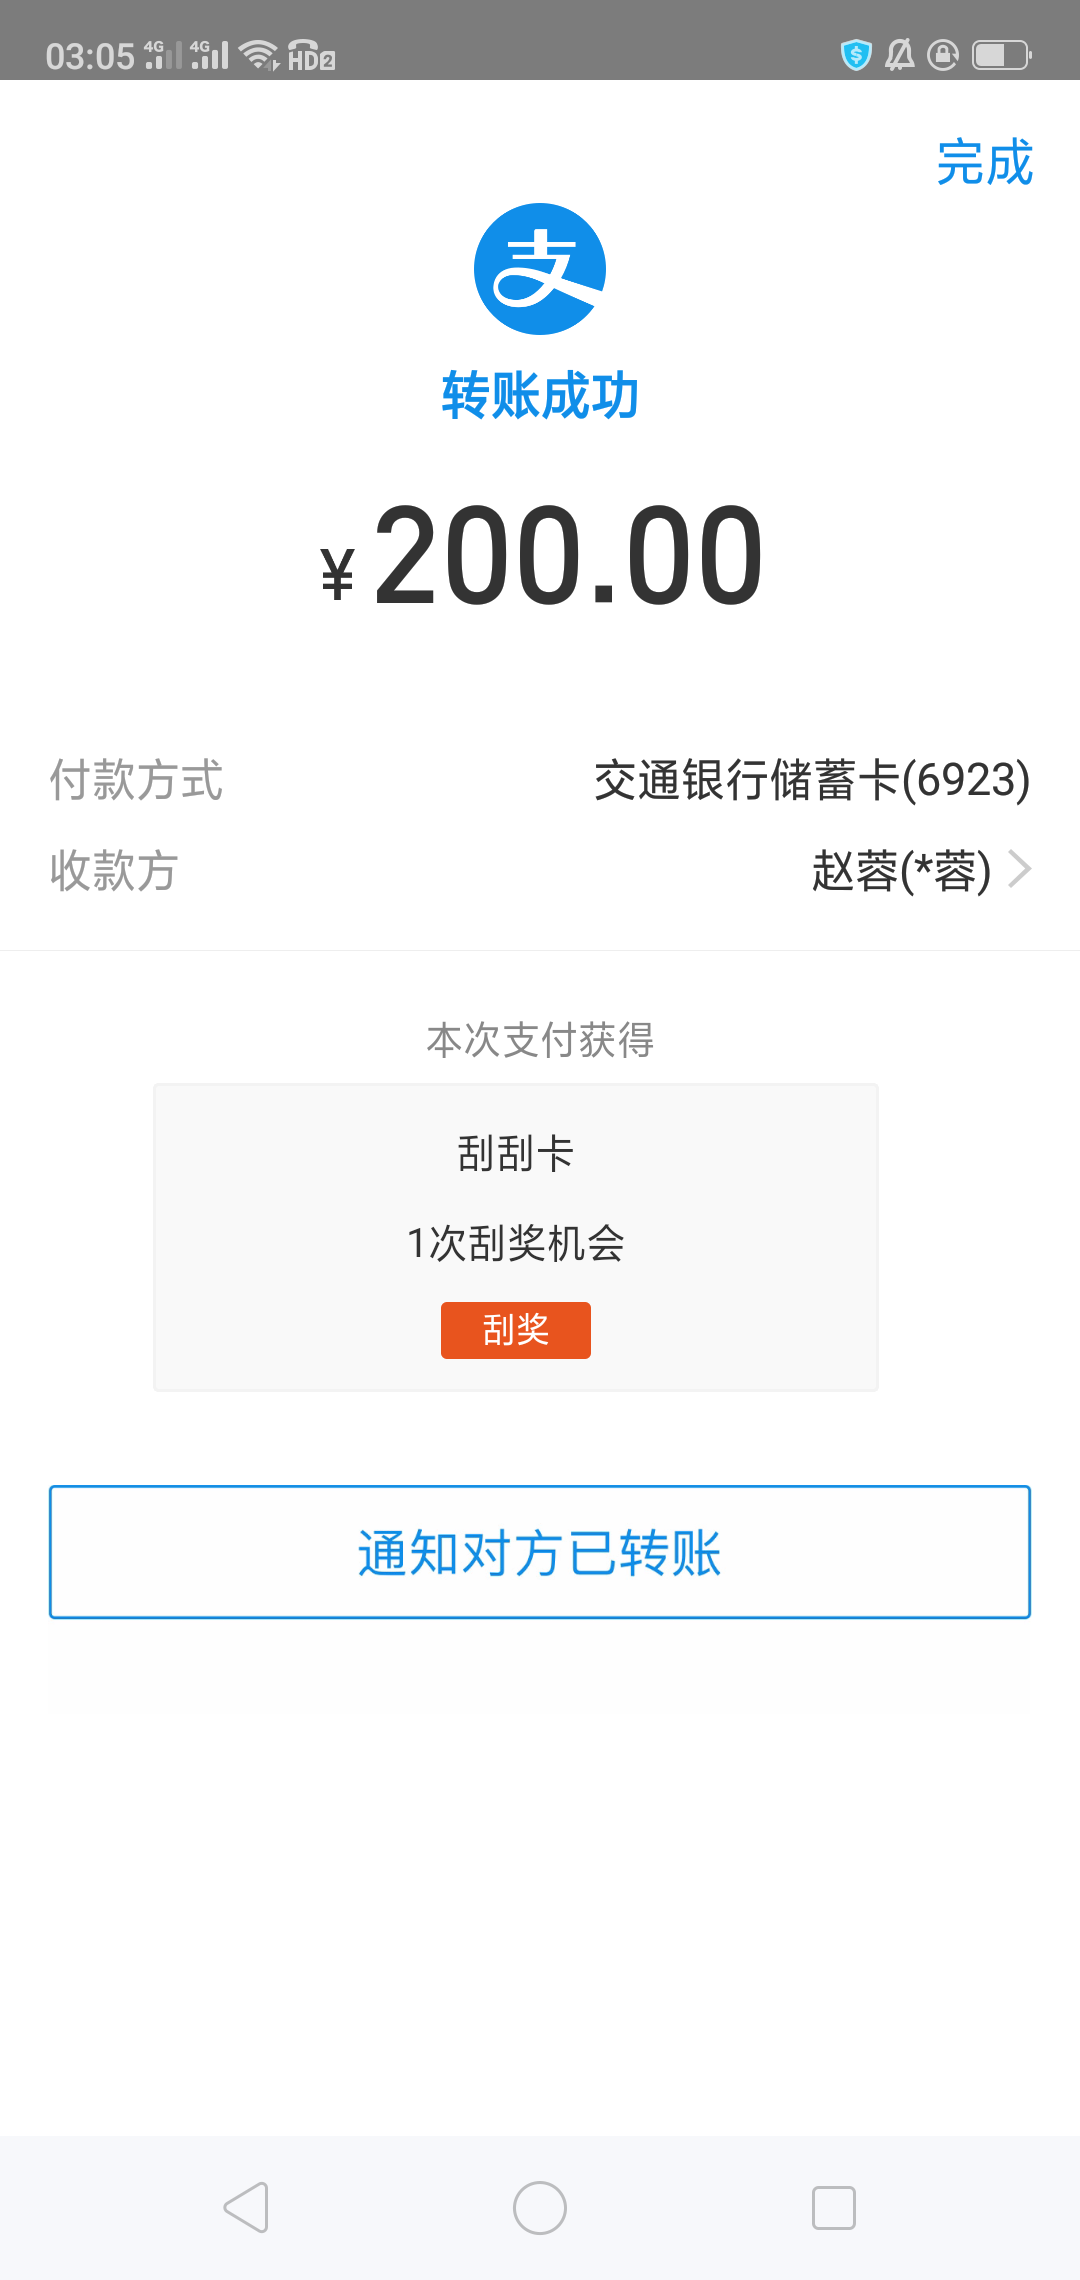 03:05 4G 4G HD2
完成
支
转账成功
¥200.00
付款方式 交通银行储蓄卡(6923)
收款方 赵蓉(*蓉)
本次支付获得
刮刮卡
1次刮奖机会
刮奖
通知对方已转账